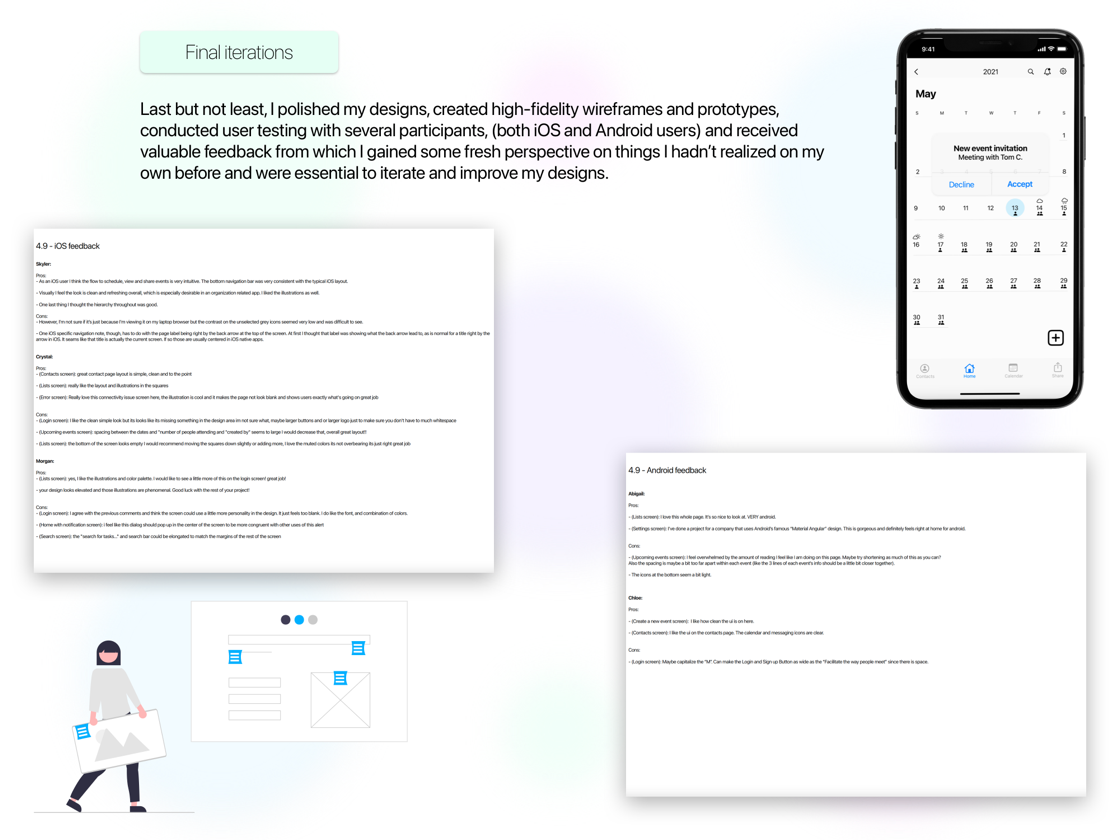 Final iterations
Last but not least, I polished my designs, created high-fidelity wireframes and prototypes,
conducted user testing with several participants, (both iOS and Android users) and received
valuable feedback from which I gained some fresh perspective on things I hadn't realized on my
own before and were essential to iterate and improve my designs.
9:41
2021
May
S M T W T F S
1
New event invitation
Meeting with Tom C.
2 8
Decline Accept
9 10 11 12 13 14 15
16 17 18 19 20 21 22
23 24 25 26 27 28 29
30 31
Contacts Home Calendar Share
4.9 - iOS feedback
Skyler:
Pros:
- As an iOS user I think the flow to schedule, view and share events is very intuitive. The bottom navigation bar was very consistent with the typical iOS layout.
- Visually I feel the look is clean and refreshing overall, which is especially desirable in an organization related app. I liked the illustrations as well.
- One last thing I thought the hierarchy throughout was good.
Cons:
- However, I'm not sure if it's just because I'm viewing it on my laptop browser but the contrast on the unselected grey icons seemed very low and was difficult to see.
- One iOS specific navigation note, though, has to do with the page label being right by the back arrow at the top of the screen. At first I thought that label was showing what the back arrow lead to, as is normal for a title right by the
arrow in iOS. It seems like that title is actually the current screen. If so those are usually centered in iOS native apps.
Crystal:
Pros:
- (Contacts screen): great contact page layout is simple, clean and to the point
- (Lists screen): really like the layout and illustrations in the squares
- (Error screen): Really love this connectivity issue screen here, the illustration is cool and it makes the page not look blank and shows users exactly what's going on great job
Cons:
- (Login screen): I like the clean simple look but its looks like its missing something in the design area im not sure what, maybe larger buttons and or larger logo just to make sure you don't have to much whitespace
- (Upcoming events screen): spacing between the dates and "number of people attending and "created by" seems to large I would decrease that, overall great layout!!
- (Lists screen): the bottom of the screen looks empty I would recommend moving the squares down slightly or adding more, I love the muted colors its not overbearing its just right great job
Morgan:
Pros:
- (Lists screen): yes, I like the illustrations and color palette. I would like to see a little more of this on the login screen! great job!
- your design looks elevated and those illustrations are phenomenal. Good luck with the rest of your project!
Cons:
- (Login screen): I agree with the previous comments and think the screen could use a little more personality in the design. It just feels too blank. I do like the font, and combination of colors.
- (Home with notification screen): i feel like this dialog should pop up in the center of the screen to be more congruent with other uses of this alert
- (Search screen): the "search for tasks..." and search bar could be elongated to match the margins of the rest of the screen
4.9 - Android feedback
Abigail:
Pros:
- (Lists screen): I love this whole page. It's so nice to look at. VERY android.
- (Settings screen): I've done a project for a company that uses Android's famous "Material Angular" design. This is gorgeous and definitely feels right at home for android.
Cons:
- (Upcoming events screen): I feel overwhelmed by the amount of reading I feel like I am doing on this page. Maybe try shortening as much of this as you can?
Also the spacing is maybe a bit too far apart within each event (like the 3 lines of each event's info should be a little bit closer together).
- The icons at the bottom seem a bit light.
Chloe:
Pros:
- (Create a new event screen): I like how clean the ui is on here.
- (Contacts screen): I like the ui on the contacts page. The calendar and messaging icons are clear.
Cons:
- (Login screen): Maybe capitalize the "M". Can make the Login and Sign up Button as wide as the "Facilitate the way people meet" since there is space.